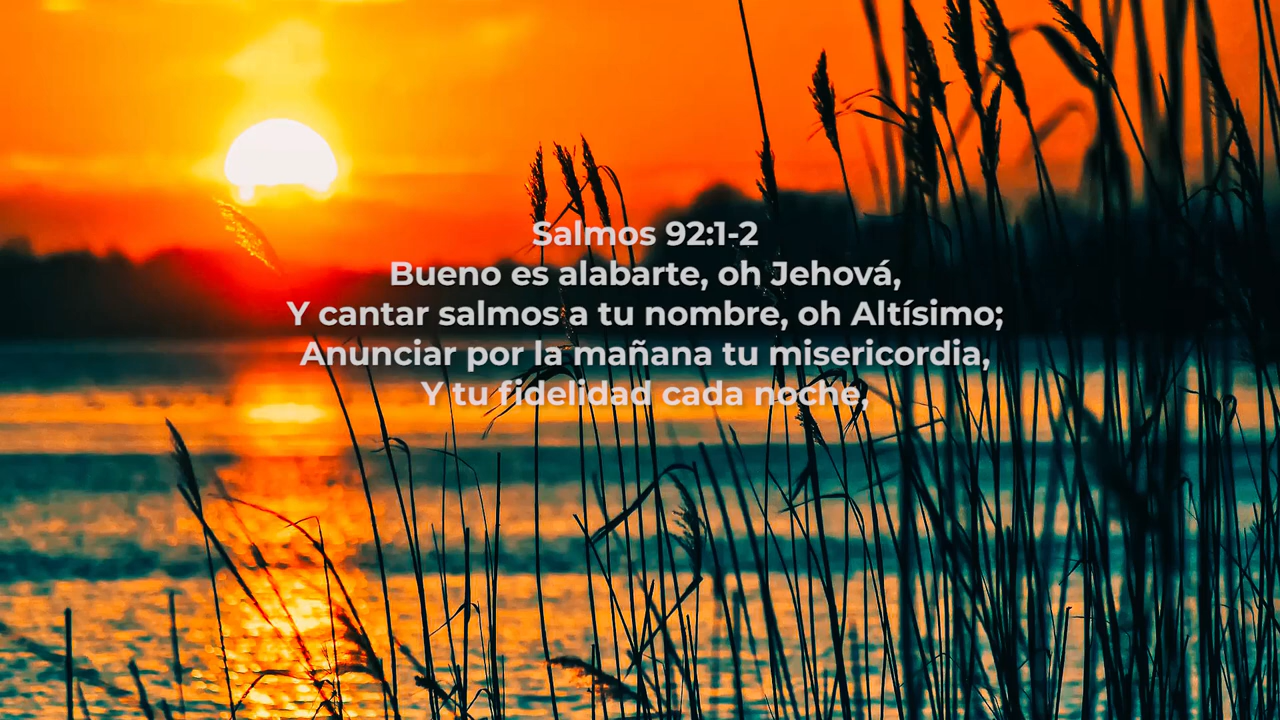 Salmos 92:1-2
Bueno es alabarte, oh Jehová,
Y cantar salmos a tu nombre, oh Altísimo;
Anunciar por la mañana tu misericordia,
Y tu fidelidad cada noche,